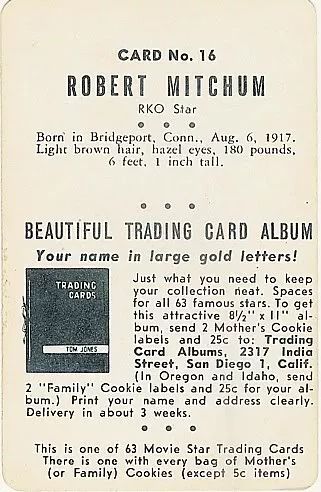 CARD No. 16
ROBERT MITCHUM
RKO Star
Born in Bridgeport, Conn., Aug. 6, 1917.
Light brown hair, hazel eyes, 180 pounds,
6 feet, 1 inch tall.
BEAUTIFUL TRADING CARD ALBUM
Your name in large gold letters!
TRADING
CARDS
TOM JONES
Just what you need to keep
your collection neat. Spaces
for all 63 famous stars. To get
this attractive 8½" x 11" al-
bum, send 2 Mother's Cookie
labels and 25c to: Trading
Card Albums, 2317 India
Street, San Diego 1, Calif.
(In Oregon and Idaho, send
2 "Family" Cookie labels and 25c for your al-
bum.) Print your name and address clearly.
Delivery in about 3 weeks.
This is one of 63 Movie Star Trading Cards
There is one with every bag of Mother's
(or Family) Cookies (except 5c items)